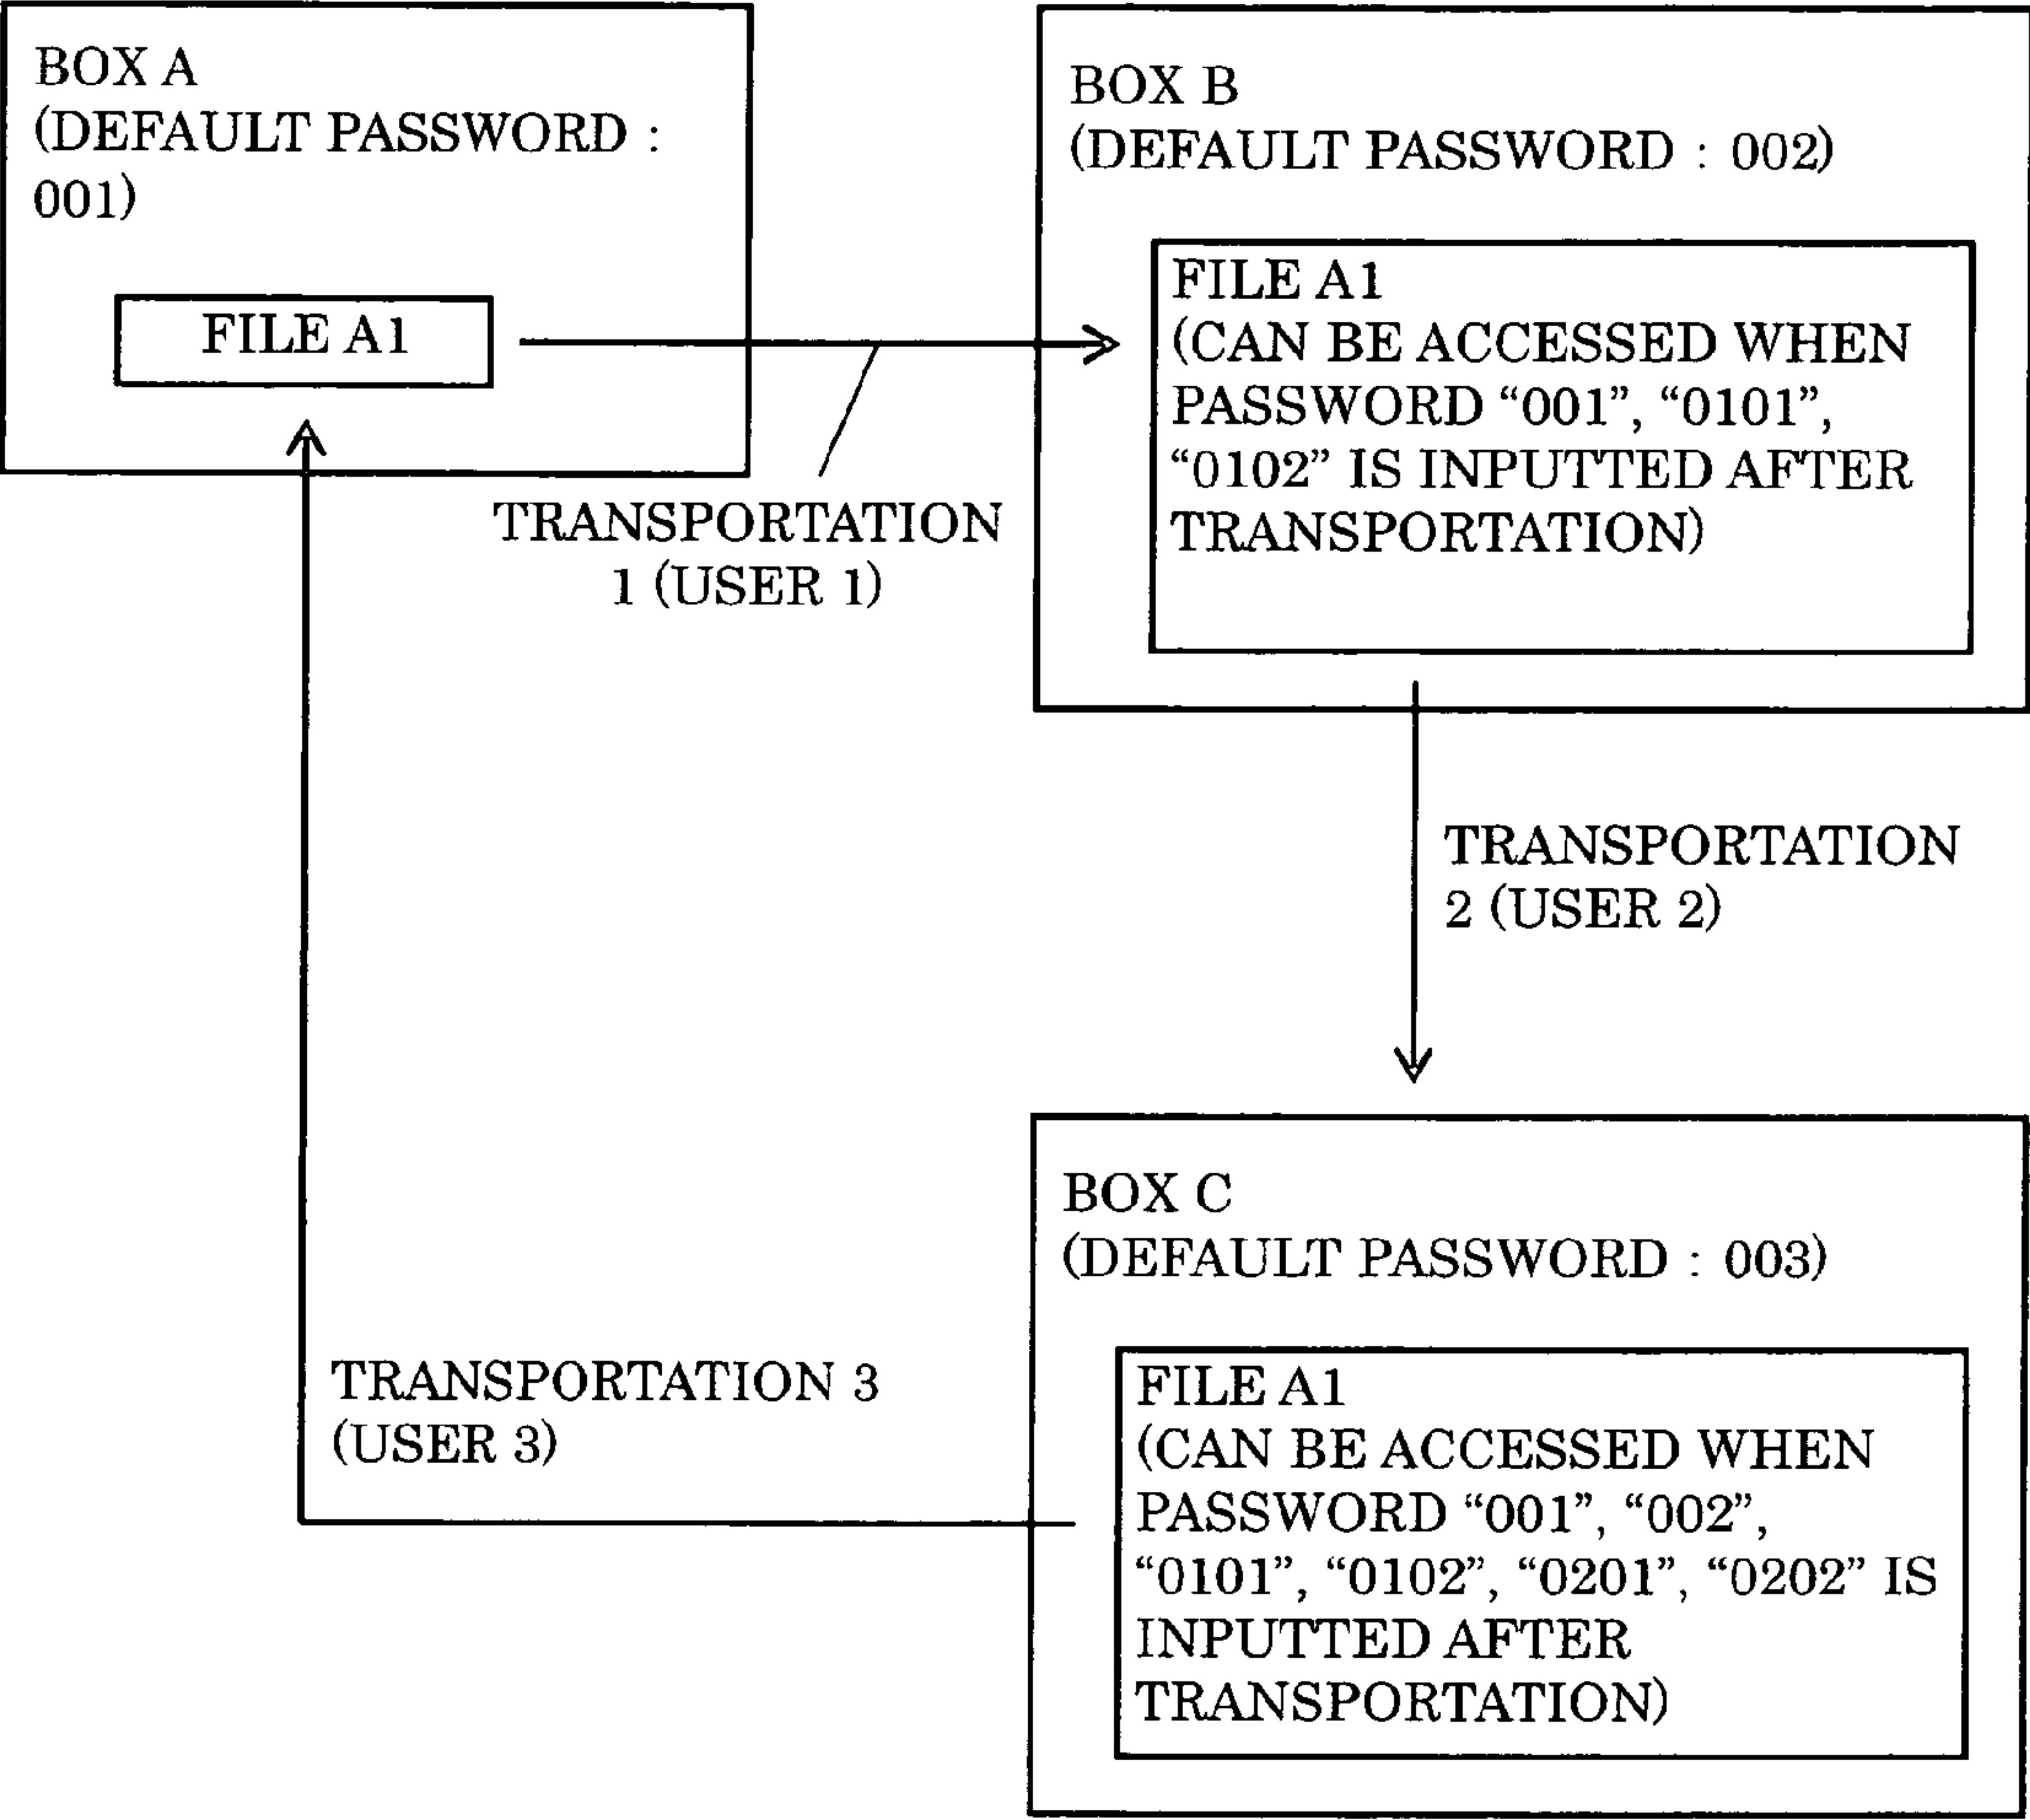 BOX A
(DEFAULT PASSWORD :
001)
FILE A1
TRANSPORTATION
1 (USER 1)
BOX B
(DEFAULT PASSWORD : 002)
FILE A1
(CAN BE ACCESSED WHEN
PASSWORD “001”, “0101”,
“0102” IS INPUTTED AFTER
TRANSPORTATION)
TRANSPORTATION
2 (USER 2)
BOX C
(DEFAULT PASSWORD : 003)
FILE A1
(CAN BE ACCESSED WHEN
PASSWORD “001”, “002”,
“0101”, “0102”, “0201”, “0202” IS
INPUTTED AFTER
TRANSPORTATION)
TRANSPORTATION 3
(USER 3)